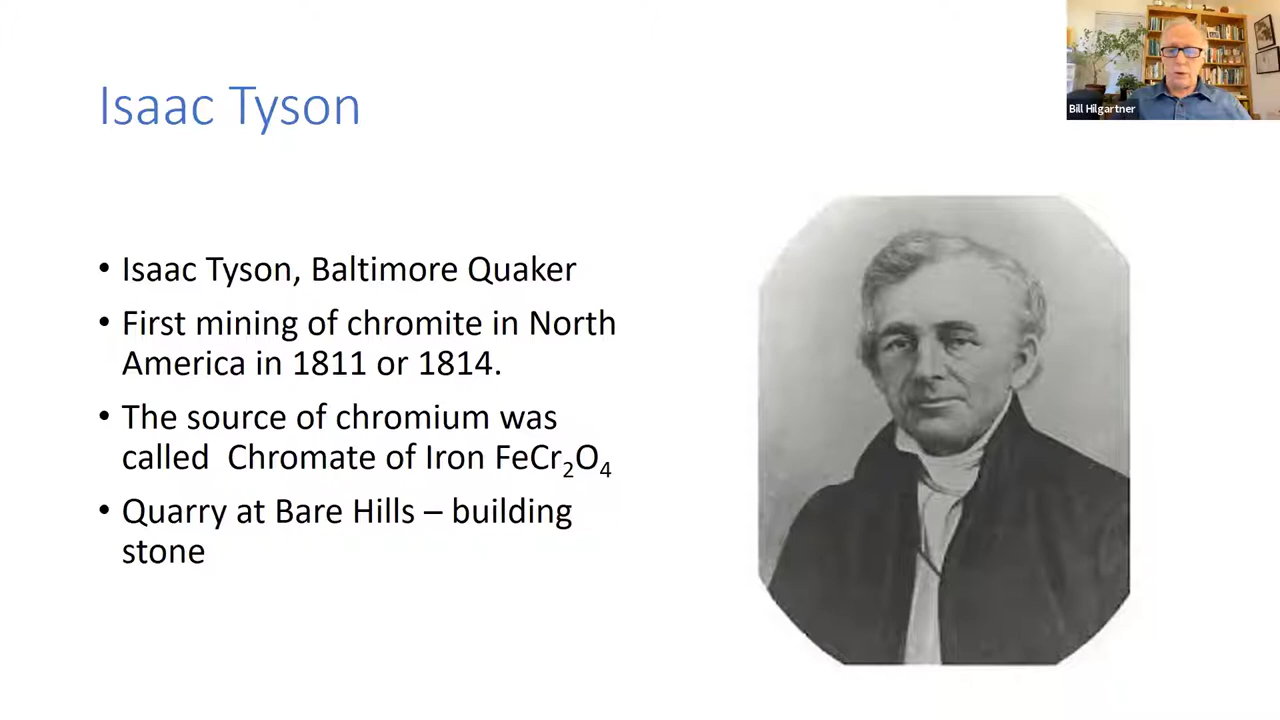 Isaac Tyson
Bill Hilgartner
• Isaac Tyson, Baltimore Quaker
• First mining of chromite in North
America in 1811 or 1814.
• The source of chromium was
called  Chromate of Iron FeCr₂O₄
• Quarry at Bare Hills – building
stone